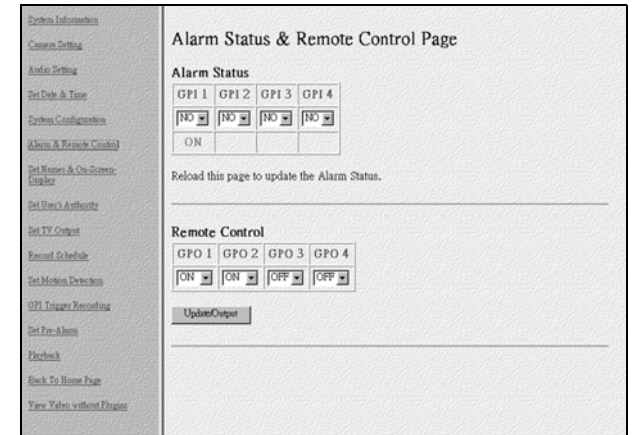 System Information
Camera Setting
Audio Setting
Set Date & Time
System Configuration
Alarm & Remote Control
Set Names & On-Screen-
Display
Set User's Authority
Set TV Output
Record Schedule
Set Motion Detection
GPI Trigger Recording
Set Pre-Alarm
Playback
Back To Home Page
View Video without Plugins
Alarm Status & Remote Control Page
Alarm Status
GPI 1 GPI 2 GPI 3 GPI 4
NO NO NO NO
ON
Reload this page to update the Alarm Status.
Remote Control
GPO 1 GPO 2 GPO 3 GPO 4
ON ON OFF OFF
Update/Output